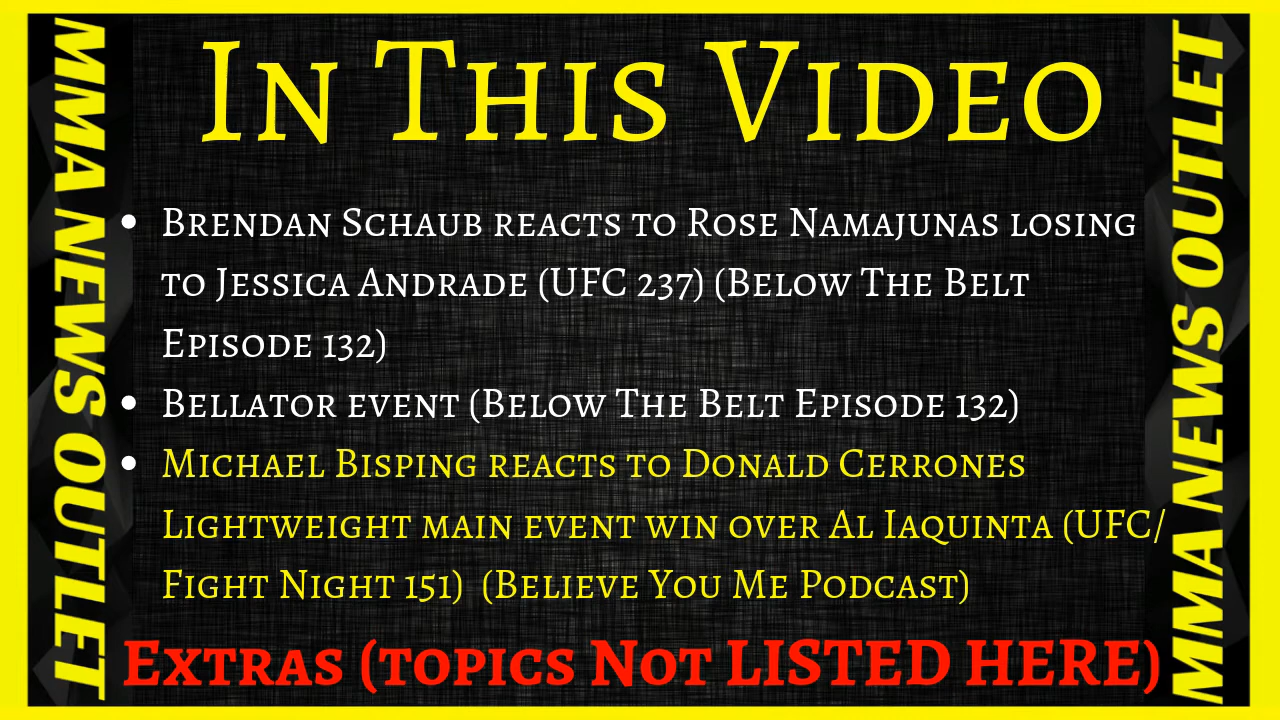 In This Video
MMA NEWS OUTLET
• Brendan Schaub reacts to Rose Namajunas losing
to Jessica Andrade (UFC 237) (Below The Belt
Episode 132)
• Bellator event (Below The Belt Episode 132)
• Michael Bisping reacts to Donald Cerrones
Lightweight main event win over Al Iaquinta (UFC/
Fight Night 151) (Believe You Me Podcast)
Extras (topics Not LISTED HERE)
MMA NEWS OUTLET